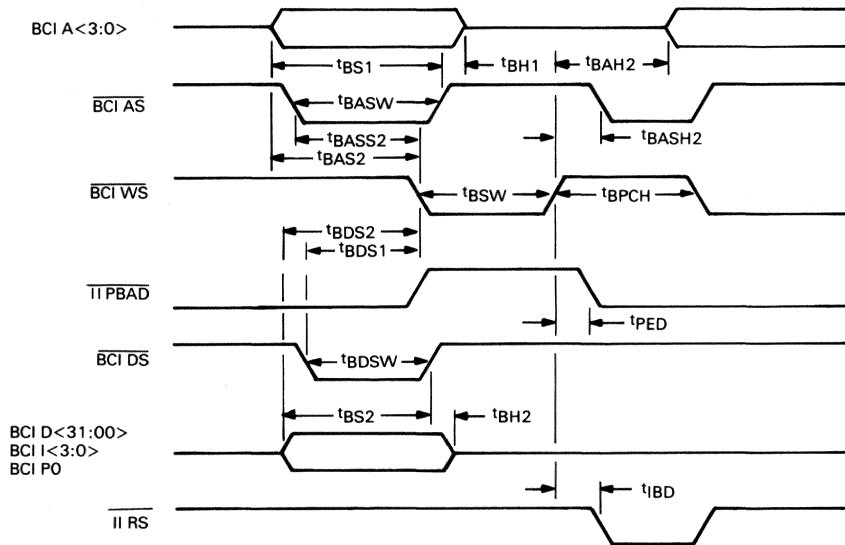 BCI A<3:0>
tBS1
tBH1
tBAH2
BCI AS
tBASW
tBASS2
tBASH2
tBAS2
BCI WS
tBSW
tBPCH
tBDS2
tBDS1
II PBAD
tPED
BCI DS
tBDSW
tBS2
tBH2
BCI D<31:00>
BCI I<3:0>
BCI P0
tIBD
II RS